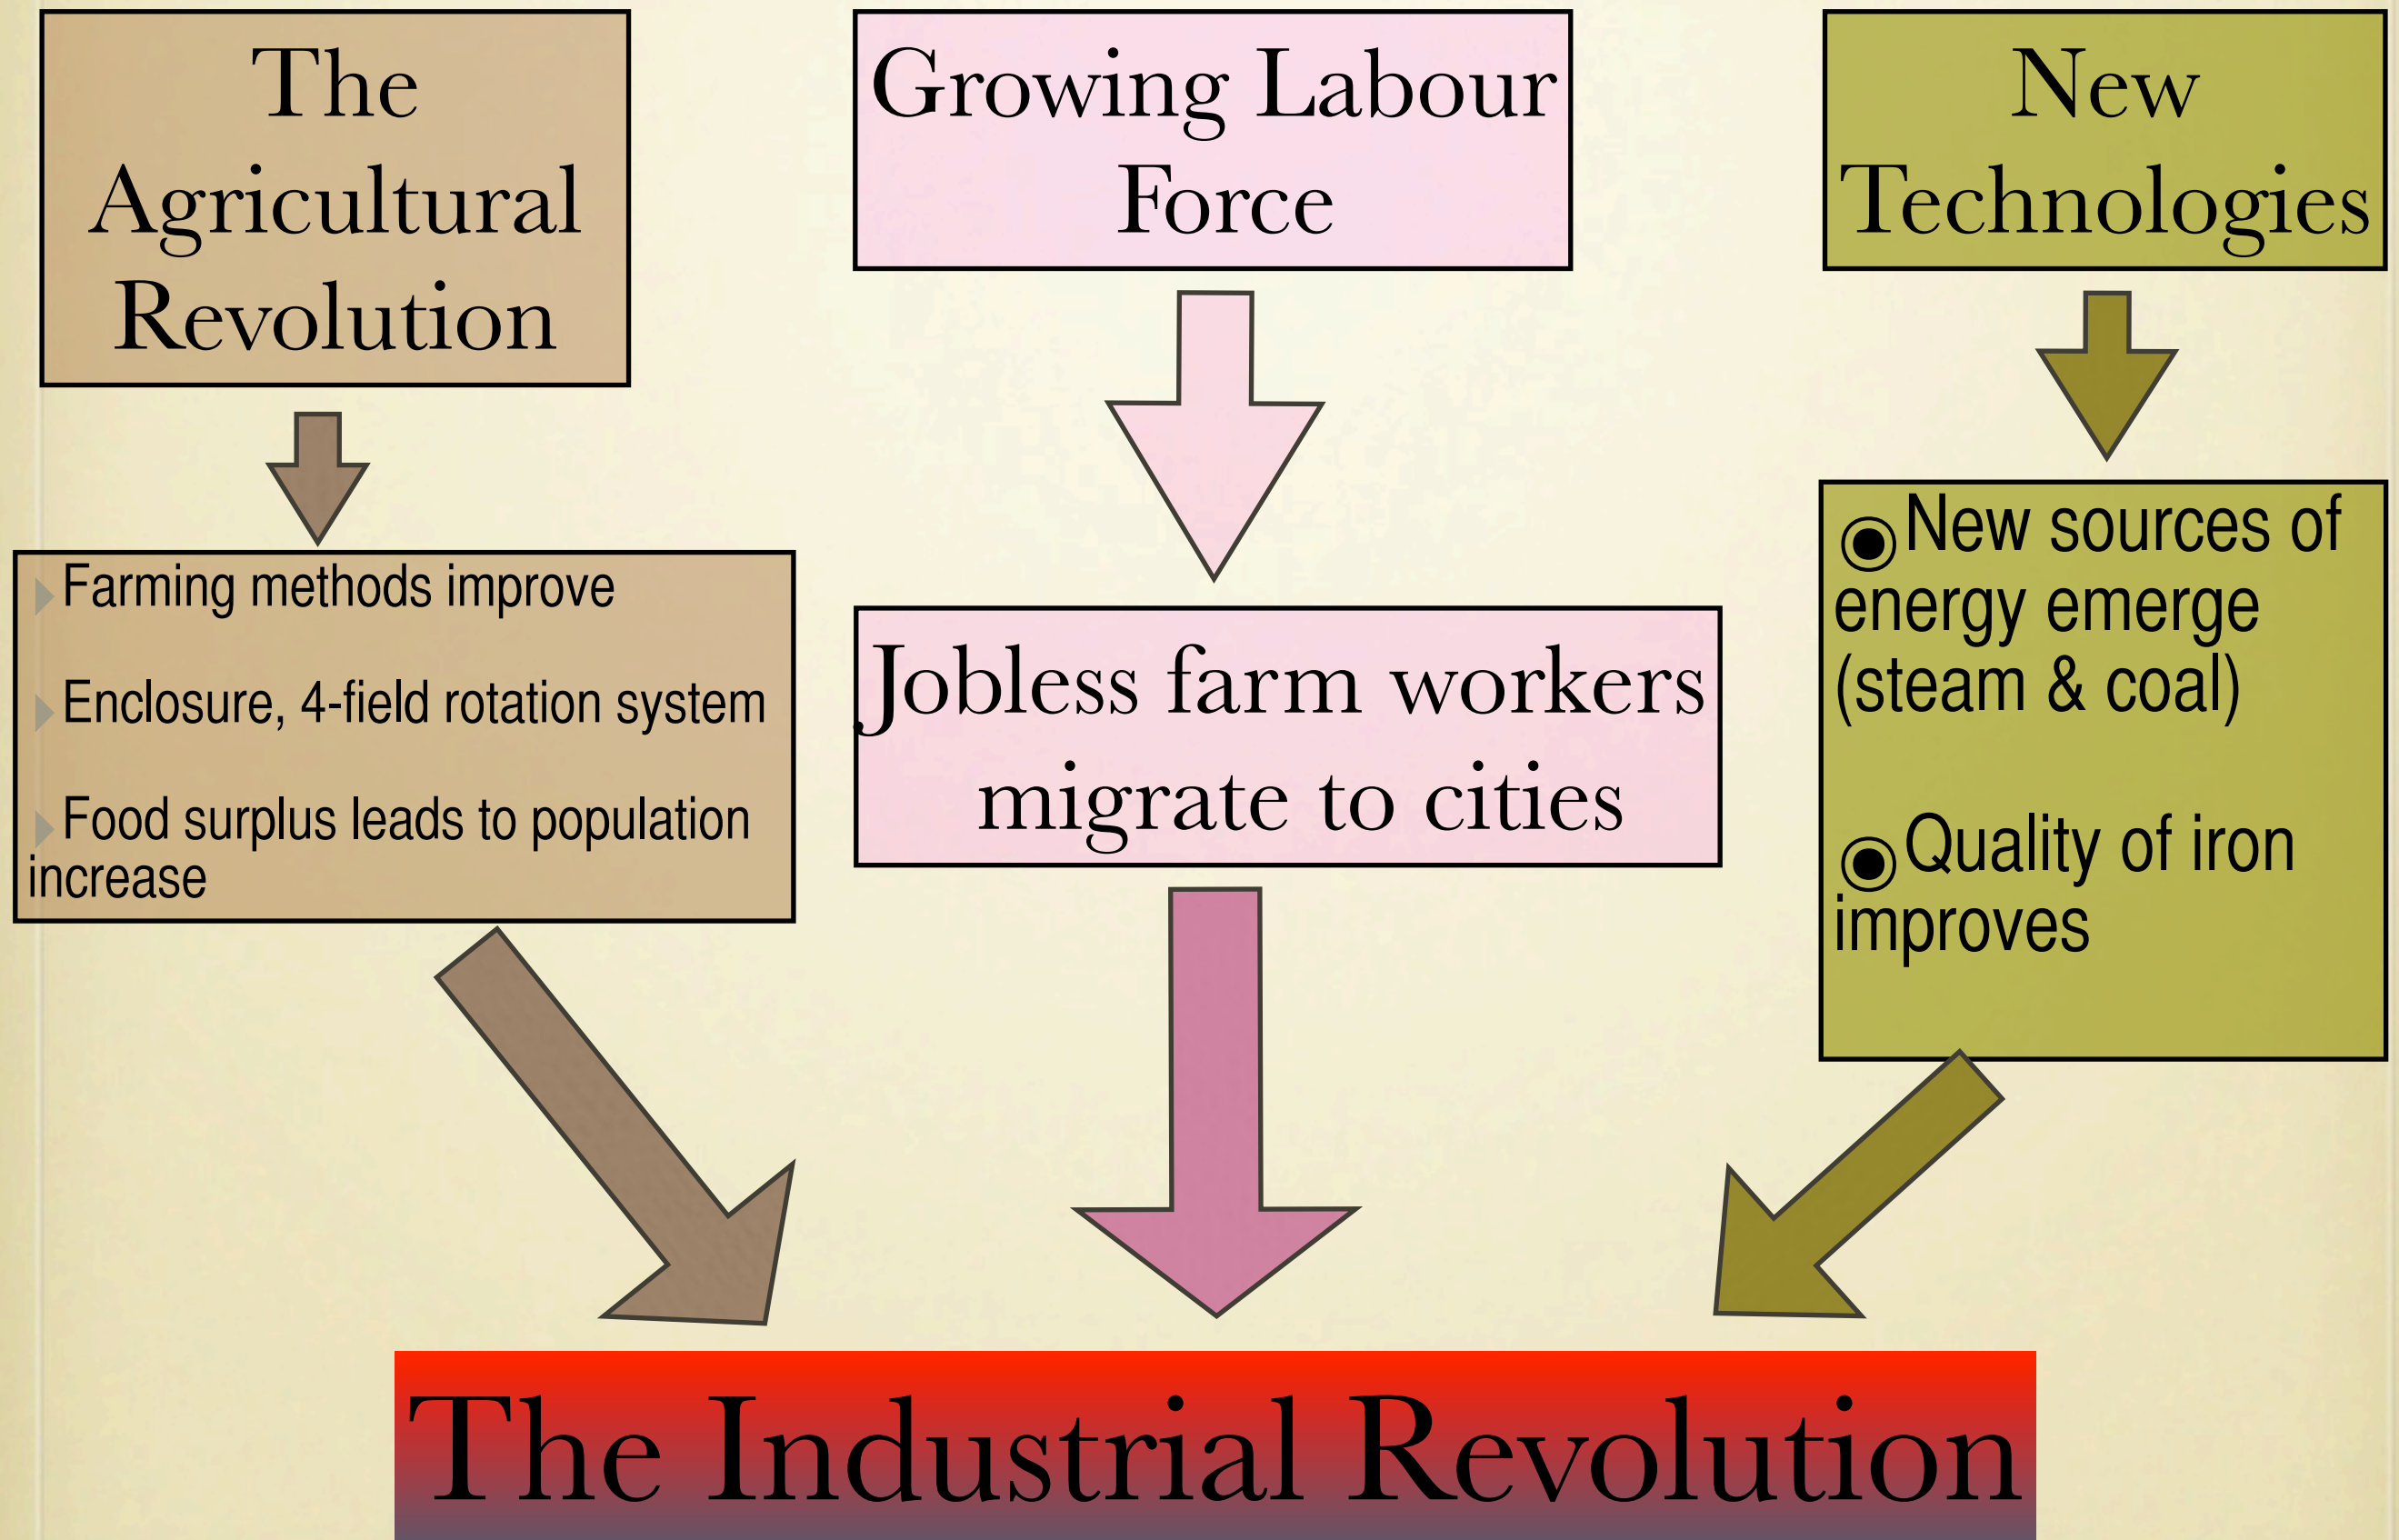 The
Agricultural
Revolution
Farming methods improve
Enclosure, 4-field rotation system
Food surplus leads to population
increase
Growing Labour
Force
Jobless farm workers
migrate to cities
New
Technologies
New sources of
energy emerge
(steam & coal)
Quality of iron
improves
The Industrial Revolution